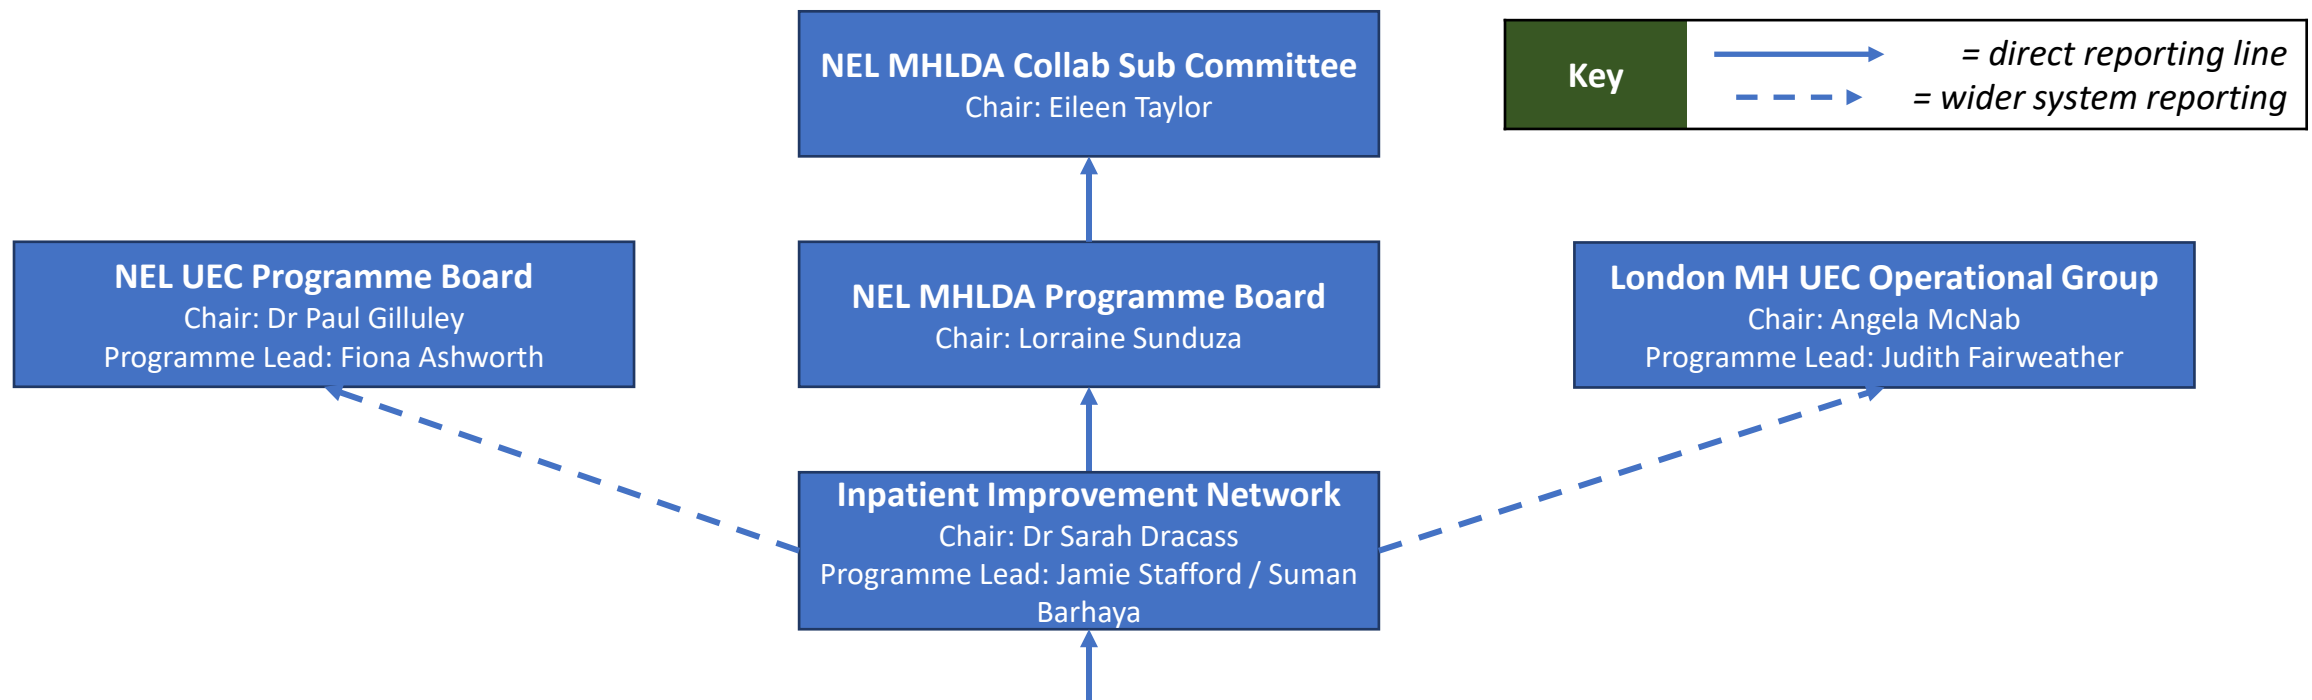 NEL MHLDA Collab Sub Committee
Chair: Eileen Taylor
Key
= direct reporting line
= wider system reporting
NEL UEC Programme Board
Chair: Dr Paul Gilluley
Programme Lead: Fiona Ashworth
NEL MHLDA Programme Board
Chair: Lorraine Sunduza
London MH UEC Operational Group
Chair: Angela McNab
Programme Lead: Judith Fairweather
Inpatient Improvement Network
Chair: Dr Sarah Dracass
Programme Lead: Jamie Stafford / Suman
Barhaya